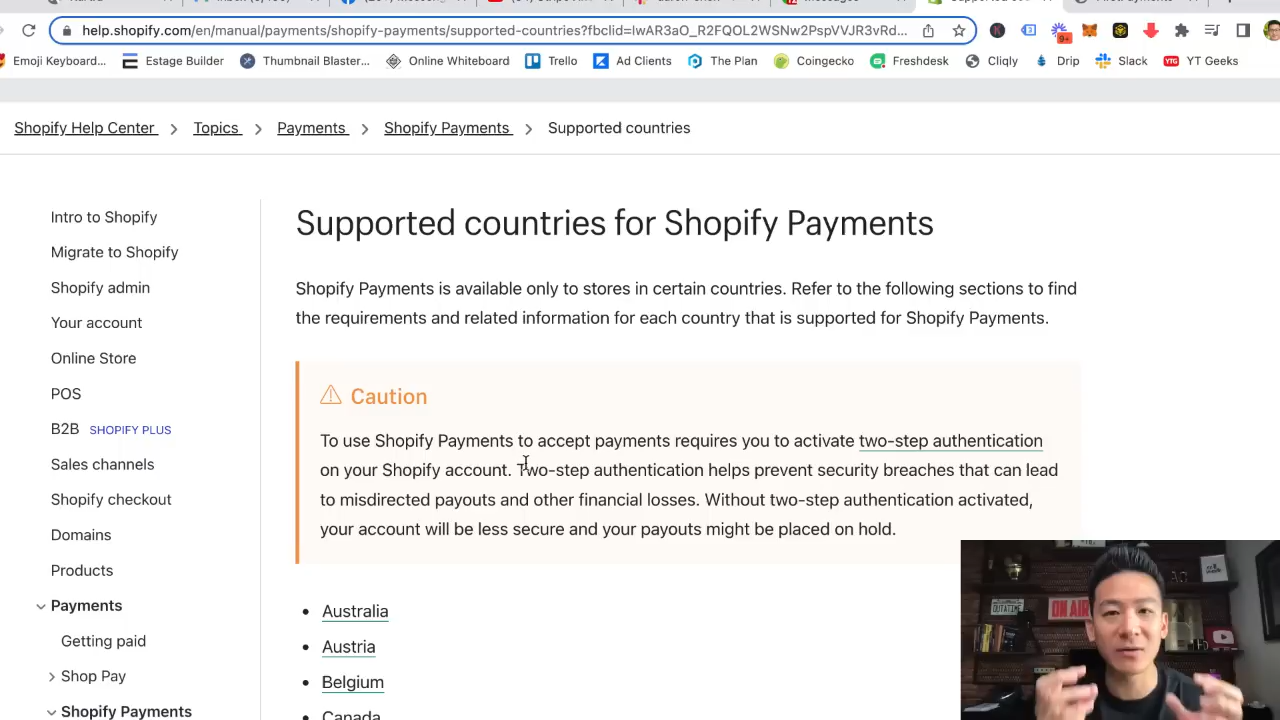 help.shopify.com/en/manual/payments/shopify-payments/supported-countries?fbclid=IwAR3aO_R2FQOL2WSNw2PspVVJR3vRd...
9+
Emoji Keyboard... Estage Builder Thumbnail Blaster... Online Whiteboard Trello Ad Clients The Plan Coingecko Freshdesk Cliqly Drip Slack YTG YT Geeks
Shopify Help Center > Topics > Payments > Shopify Payments > Supported countries
Intro to Shopify
Migrate to Shopify
Shopify admin
Your account
Online Store
POS
B2B SHOPIFY PLUS
Sales channels
Shopify checkout
Domains
Products
Payments
Getting paid
Shop Pay
Shopify Payments
Supported countries for Shopify Payments
Shopify Payments is available only to stores in certain countries. Refer to the following sections to find
the requirements and related information for each country that is supported for Shopify Payments.
Caution
To use Shopify Payments to accept payments requires you to activate two-step authentication
on your Shopify account. Two-step authentication helps prevent security breaches that can lead
to misdirected payouts and other financial losses. Without two-step authentication activated,
your account will be less secure and your payouts might be placed on hold.
• Australia
• Austria
• Belgium
• Canada
OUTATIME
ON AIR